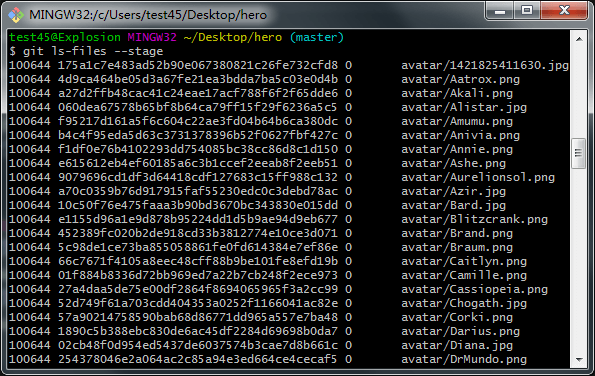 MINGW32:/c/Users/test45/Desktop/hero
test45@Explosion MINGW32 ~/Desktop/hero (master)
$ git ls-files --stage
100644 175a1c7e483ad52b90e067380821c26fe732cfd8 0 avatar/1421825411630.jpg
100644 4d9ca464be05d3a67fe21ea3bdda7ba5c03e0d4b 0 avatar/Aatrox.png
100644 a27d2ffb48cac41c24eae17acf788f6f2f65dde6 0 avatar/Akali.png
100644 060dea67578b65bf8b64ca79ff15f29f6236a5c5 0 avatar/Alistar.jpg
100644 f95217d161a5f6c604c22ae3fd04b64b6ca380dc 0 avatar/Amumu.png
100644 b4c4f95eda5d63c3731378396b52f0627fbf427c 0 avatar/Anivia.png
100644 f1df0e76b4102293dd754085bc38cc86d8c1d150 0 avatar/Annie.png
100644 e615612eb4ef60185a6c3b1ccef2eeab8f2eeb51 0 avatar/Ashe.png
100644 9079696cd1df3d64418cdf127683c15ff988c132 0 avatar/Aurelionsol.png
100644 a70c0359b76d917915faf55230edc0c3debd78ac 0 avatar/Azir.jpg
100644 10c50f76e475faaa3b90bd3670bc343830e015dd 0 avatar/Bard.jpg
100644 e1155d96a1e9d878b95224dd1d5b9ae94d9eb677 0 avatar/Blitzcrank.png
100644 452389fc020b2de918cd33b3812774e10ce3d071 0 avatar/Brand.png
100644 5c98de1ce73ba855058861fe0fd614384e7ef86e 0 avatar/Braum.png
100644 66c7671f4105a8eec48cff88b9be101fe8efd19b 0 avatar/Caitlyn.png
100644 01f884b8336d72bb969ed7a22b7cb248f2ece973 0 avatar/Camille.png
100644 27a4daa5de75e00df2864f8694065965f3a2cc99 0 avatar/Cassiopeia.png
100644 52d749f61a703cdd404353a0252f1166041ac82e 0 avatar/Chogath.jpg
100644 57a90214758590bab68d86771dd965a557e7ba48 0 avatar/Corki.png
100644 1890c5b388ebc830de6ac45df2284d69698b0da7 0 avatar/Darius.png
100644 02cb48f0d954ed5437de6037574b3cae7d8b661c 0 avatar/Diana.jpg
100644 254378046e2a064ac2c85a94e3ed664ce4cecaf5 0 avatar/DrMundo.png